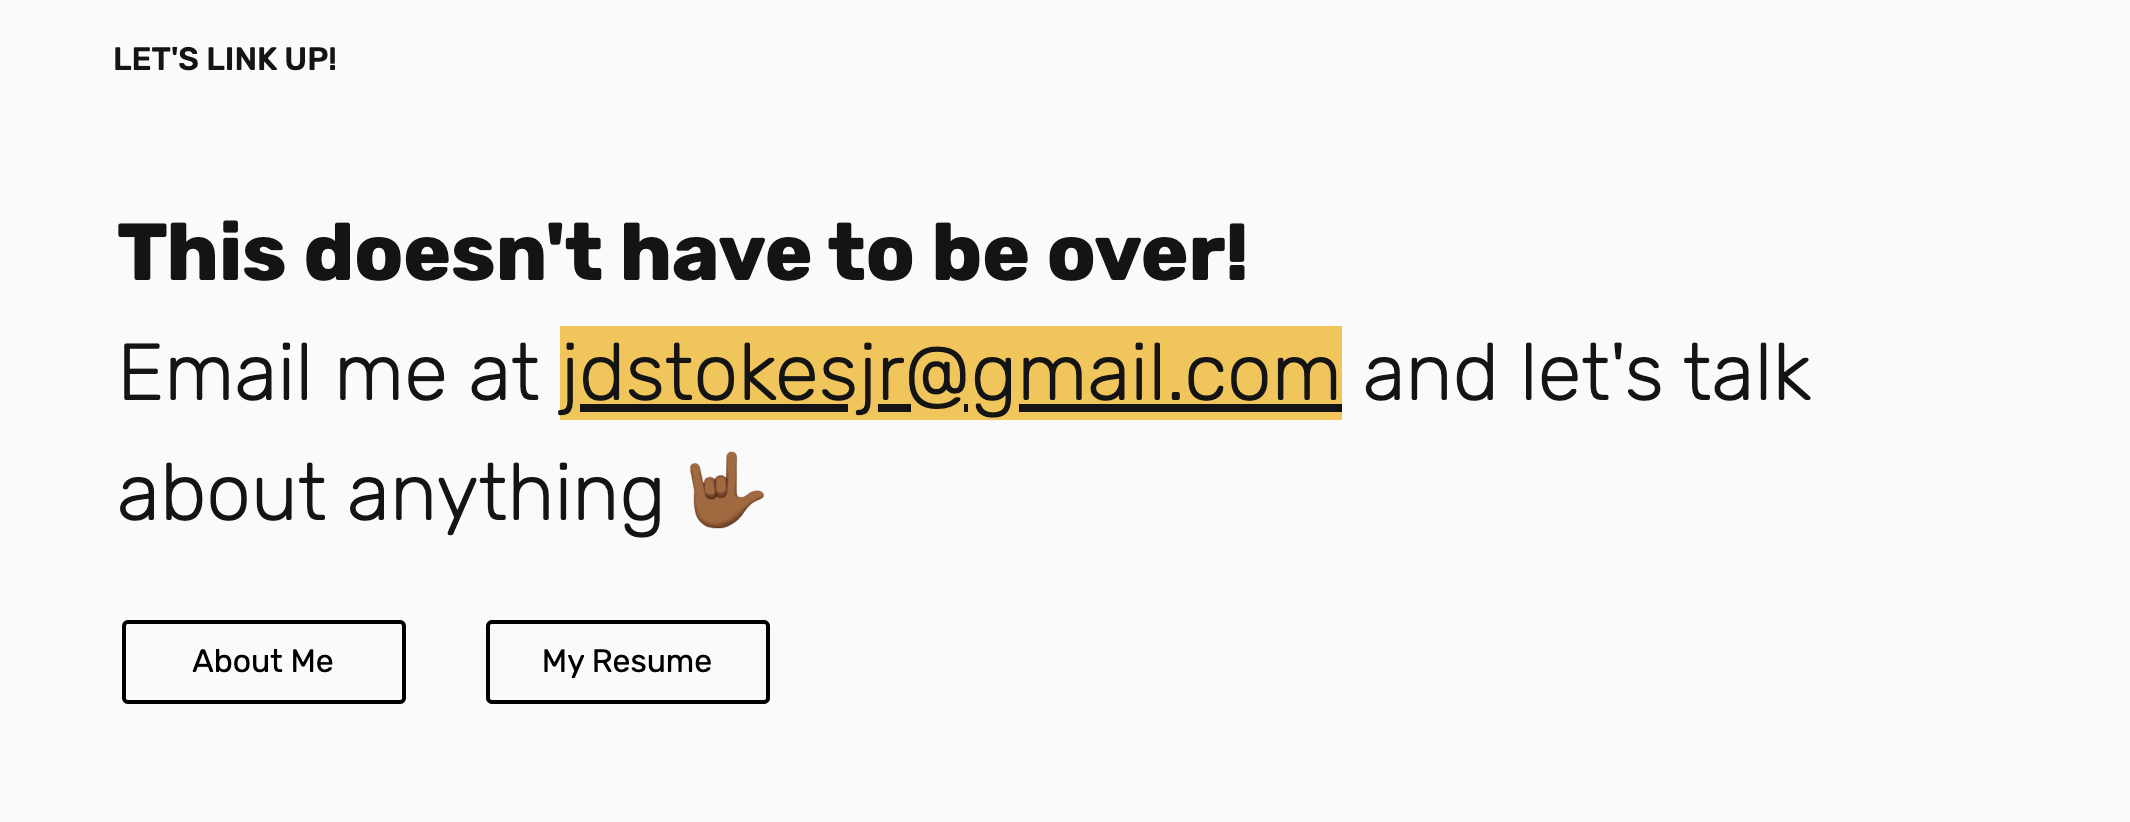 LET'S LINK UP!
This doesn't have to be over!
Email me at jdstokesjr@gmail.com and let's talk
about anything 🤟🏾
About Me
My Resume